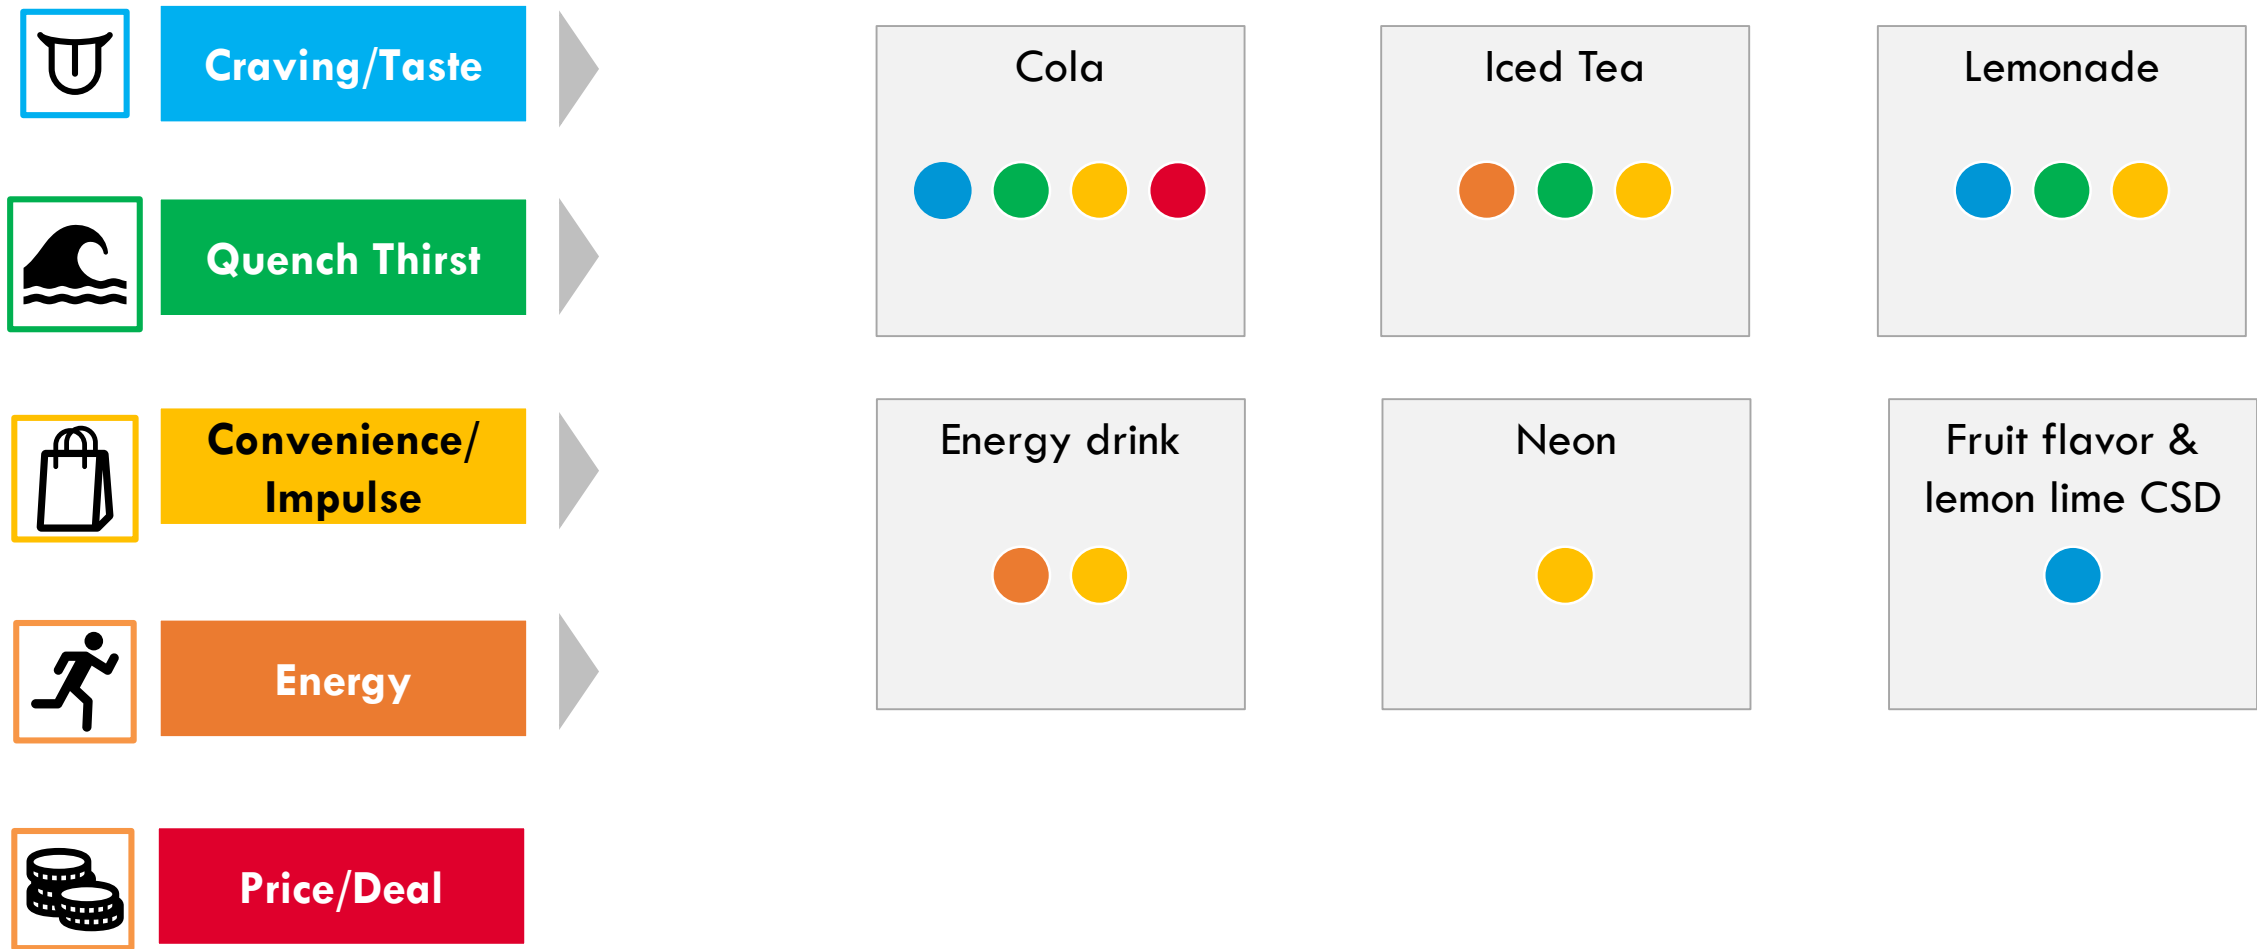 Craving/Taste
Quench Thirst
Convenience/
Impulse
Energy
Price/Deal
Cola
Iced Tea
Lemonade
Energy drink
Neon
Fruit flavor &
lemon lime CSD